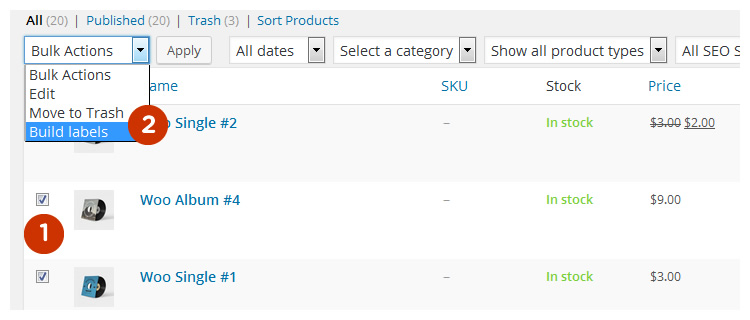 All (20) | Published (20) | Trash (3) | Sort Products
Bulk Actions Apply All dates Select a category Show all product types All SEO S
Bulk Actions
Edit
Move to Trash
Build labels
2
ame SKU Stock Price
o Single #2 – In stock $3.00 $2.00
Woo Album #4 – In stock $9.00
1
Woo Single #1 – In stock $3.00